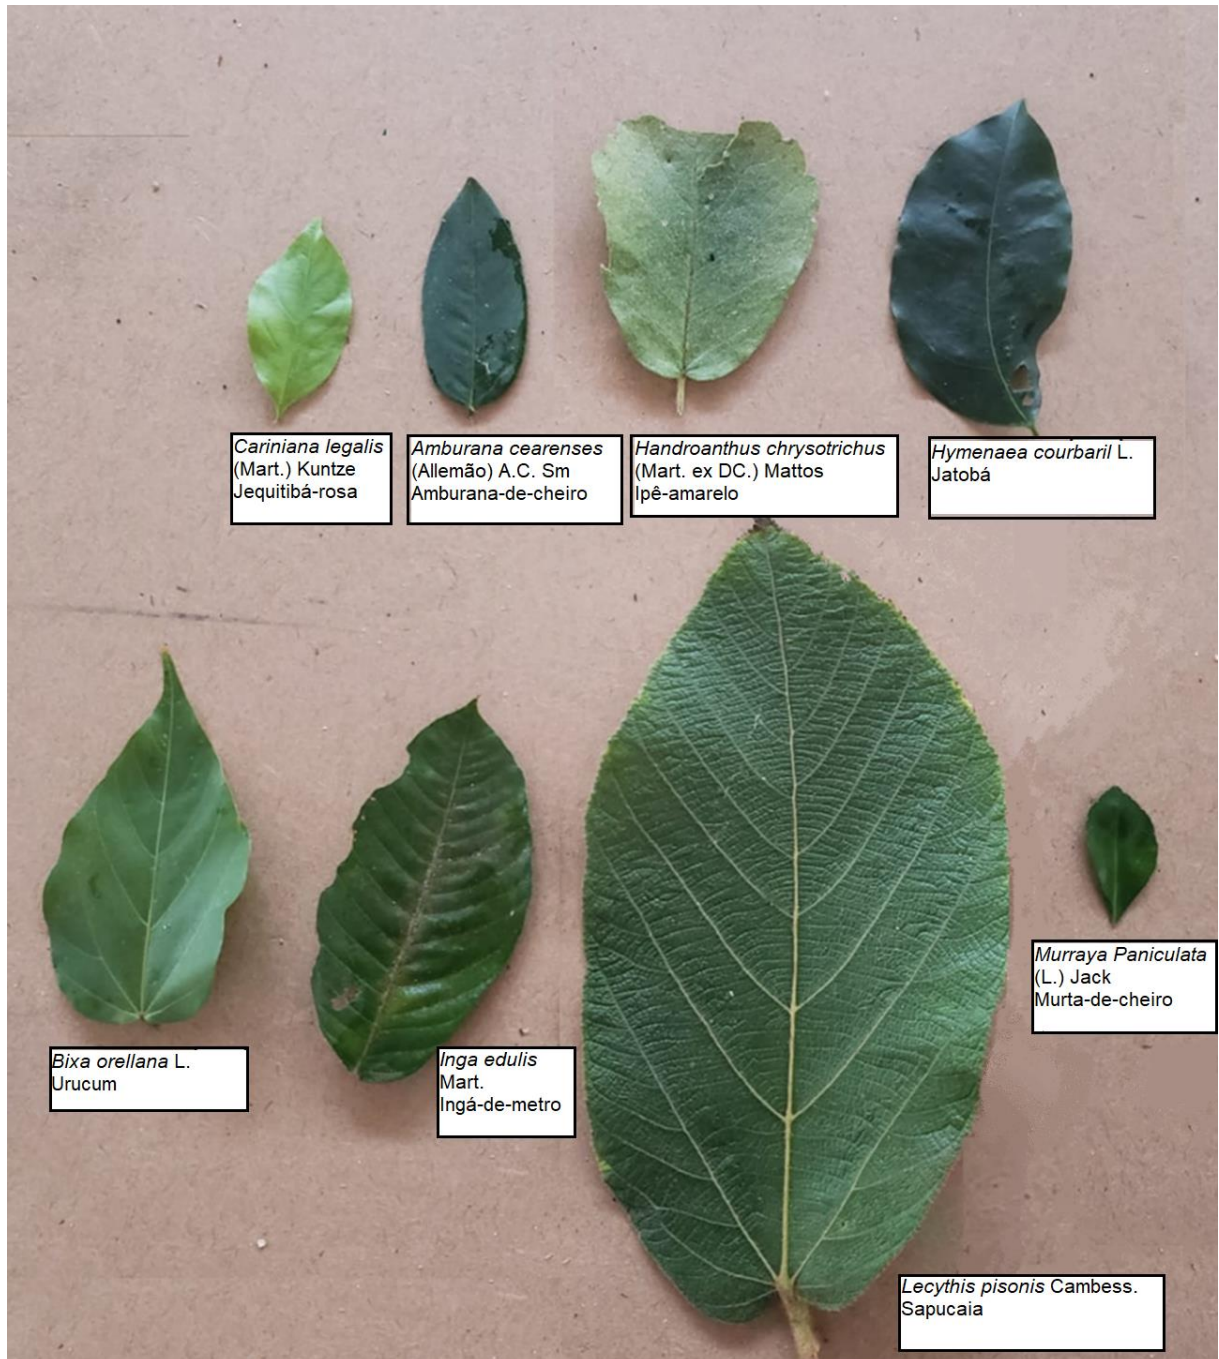 Cariniana legalis
(Mart.) Kuntze
Jequitibá-rosa
Amburana cearenses
(Allemão) A.C. Sm
Amburana-de-cheiro
Handroanthus chrysotrichus
(Mart. ex DC.) Mattos
Ipê-amarelo
Hymenaea courbaril L.
Jatobá
Bixa orellana L.
Urucum
Inga edulis
Mart.
Ingá-de-metro
Murraya Paniculata
(L.) Jack
Murta-de-cheiro
Lecythis pisonis Cambess.
Sapucaia